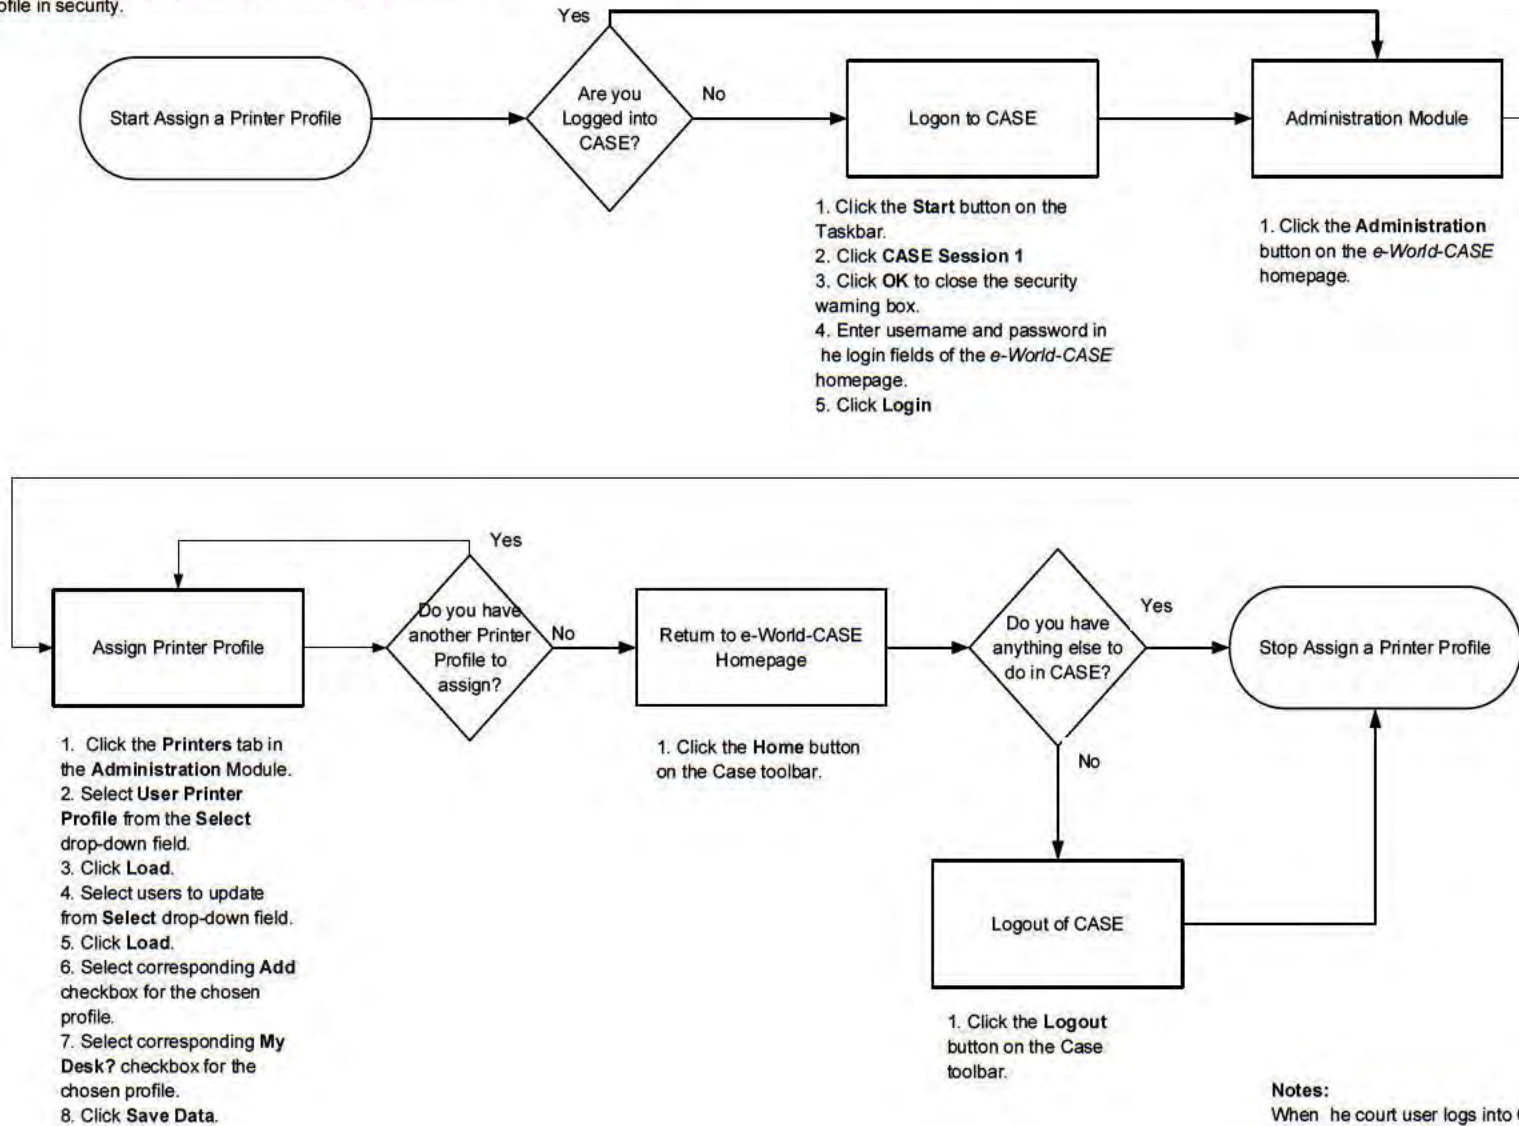 ofile in security.
Yes
Start Assign a Printer Profile
Are you
Logged into
CASE?
No
Logon to CASE
Administration Module
1. Click the Start button on the
Taskbar.
2. Click CASE Session 1
3. Click OK to close the security
warning box.
4. Enter username and password in
he login fields of the e-World-CASE
homepage.
5. Click Login
1. Click the Administration
button on the e-World-CASE
homepage.
Yes
Assign Printer Profile
Do you have
another Printer
Profile to
assign?
No
Return to e-World-CASE
Homepage
Do you have
anything else to
do in CASE?
Yes
Stop Assign a Printer Profile
1. Click the Printers tab in
the Administration Module.
2. Select User Printer
Profile from the Select
drop-down field.
3. Click Load.
4. Select users to update
from Select drop-down field.
5. Click Load.
6. Select corresponding Add
checkbox for the chosen
profile.
7. Select corresponding My
Desk? checkbox for the
chosen profile.
8. Click Save Data.
1. Click the Home button
on the Case toolbar.
No
Logout of CASE
1. Click the Logout
button on the Case
toolbar.
Notes:
When he court user logs into